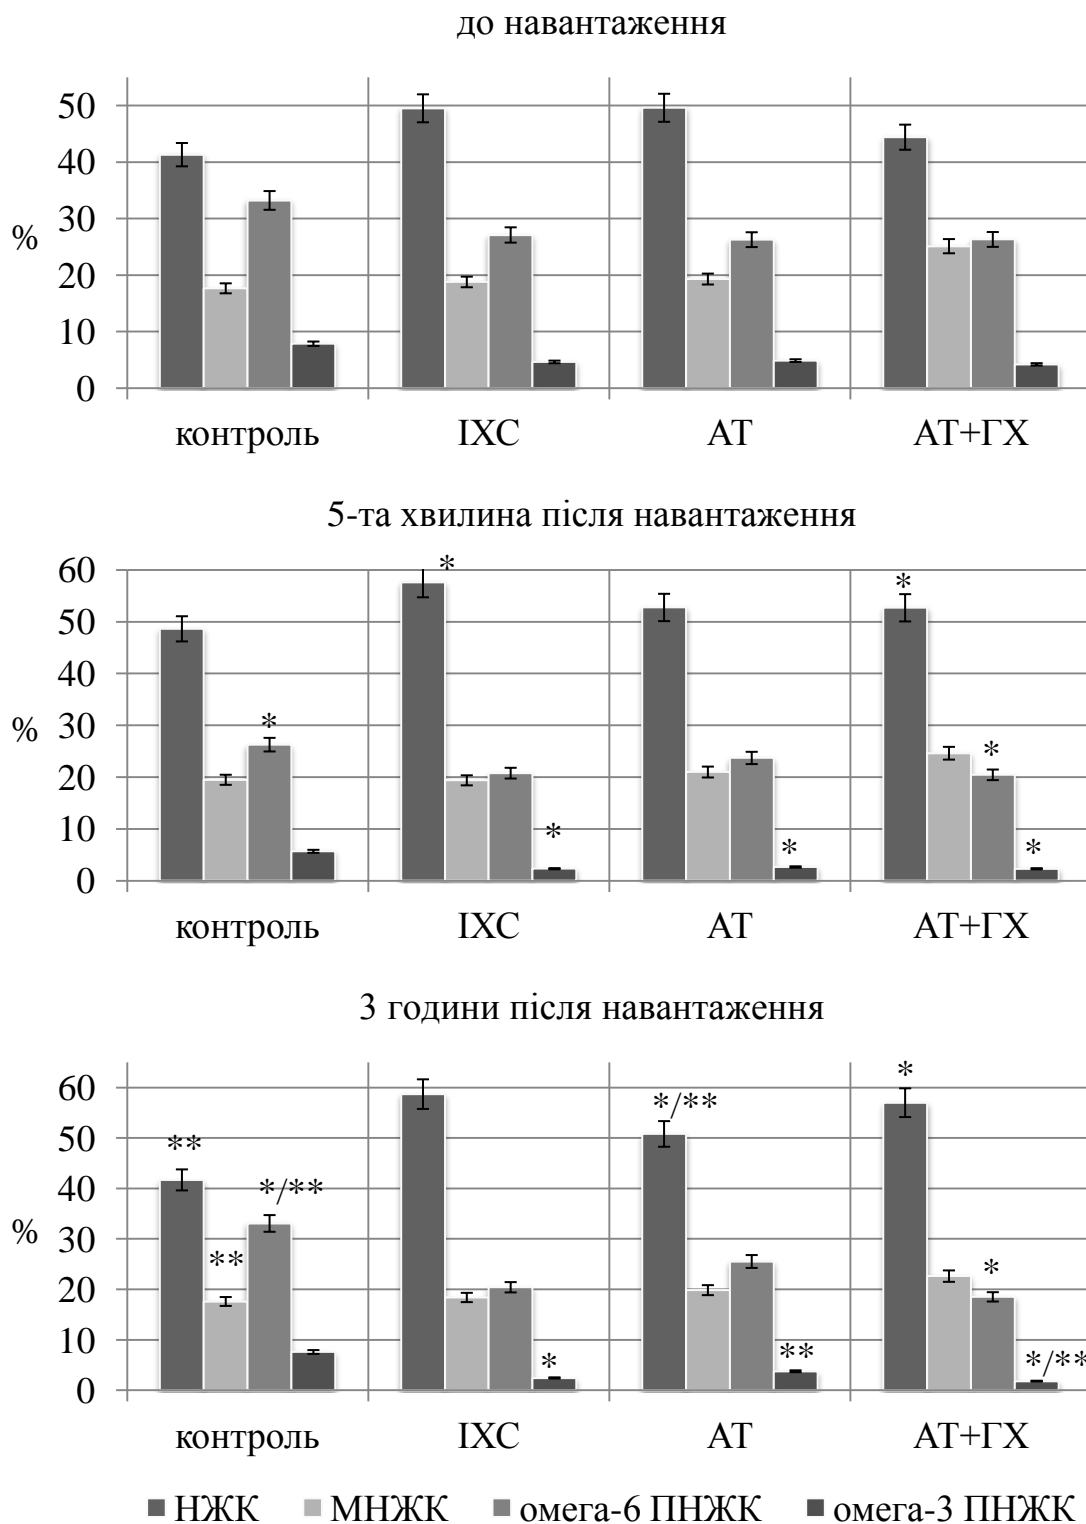 до навантаження
50
40
30
%
20
10
0
контроль ІХС АТ АТ+ГХ
5-та хвилина після навантаження
60 * *
50
40
30
% * *
20
10 * * *
0
контроль ІХС АТ АТ+ГХ
3 години після навантаження
60 */** *
50 **
40 */**
30
% ** *
20
10 * ** */**
0
контроль ІХС АТ АТ+ГХ
НЖК МНЖК омега-6 ПНЖК омега-3 ПНЖК